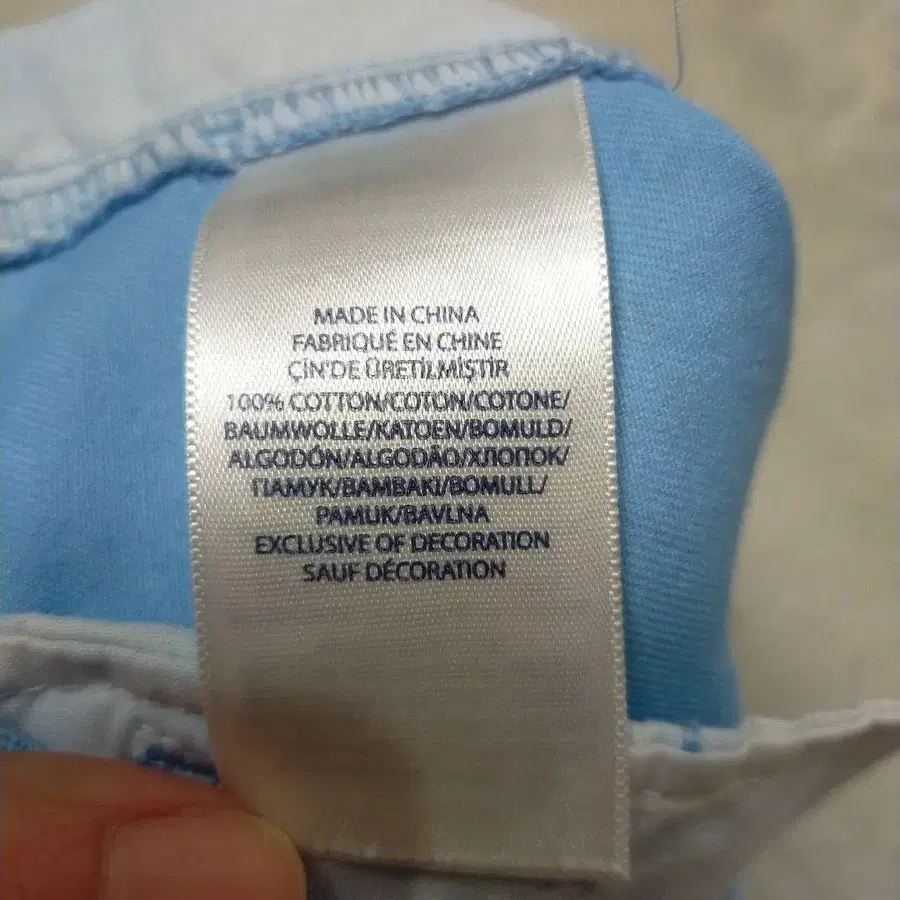 MADE IN CHINA
FABRIQUÉ EN CHINE
ÇİN'DE ÜRETİLMİŞTİR
100% COTTON/COTON/COTONE/
BAUMWOLLE/KATOEN/BOMULD/
ALGODÓN/ALGODÃO/ХЛОПОК/
ПАМУК/BAMBAKI/BOMULL/
PAMUK/BAVLNA
EXCLUSIVE OF DECORATION
SAUF DÉCORATION